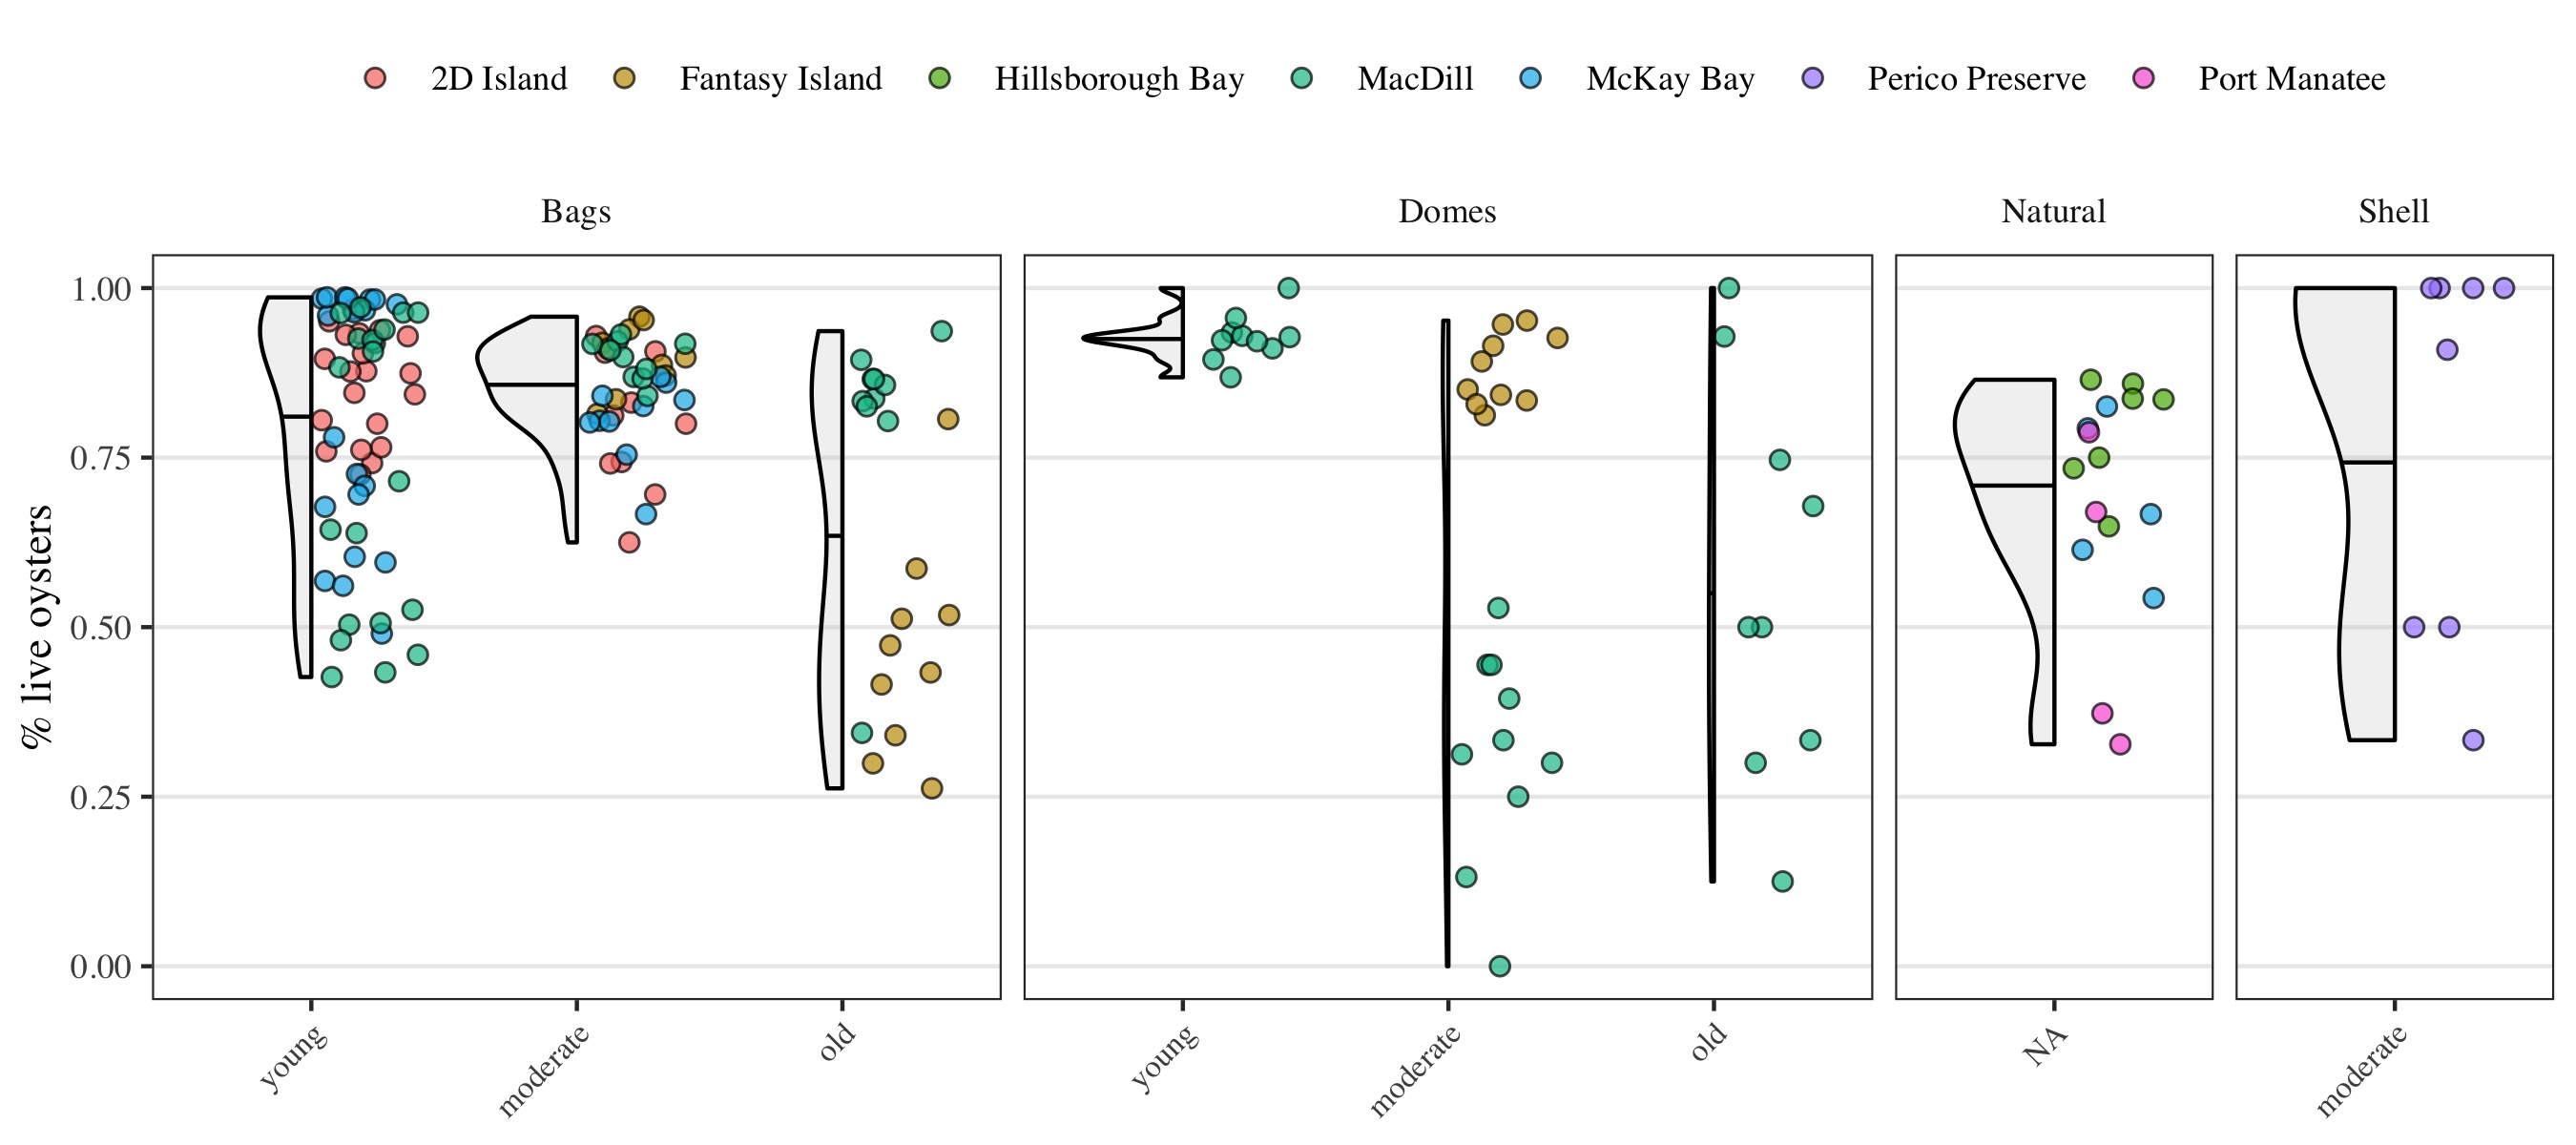 2D Island Fantasy Island Hillsborough Bay MacDill McKay Bay Perico Preserve Port Manatee
Bags Domes Natural Shell
% live oysters
1.00
0.75
0.50
0.25
0.00
young moderate old young moderate old NA moderate